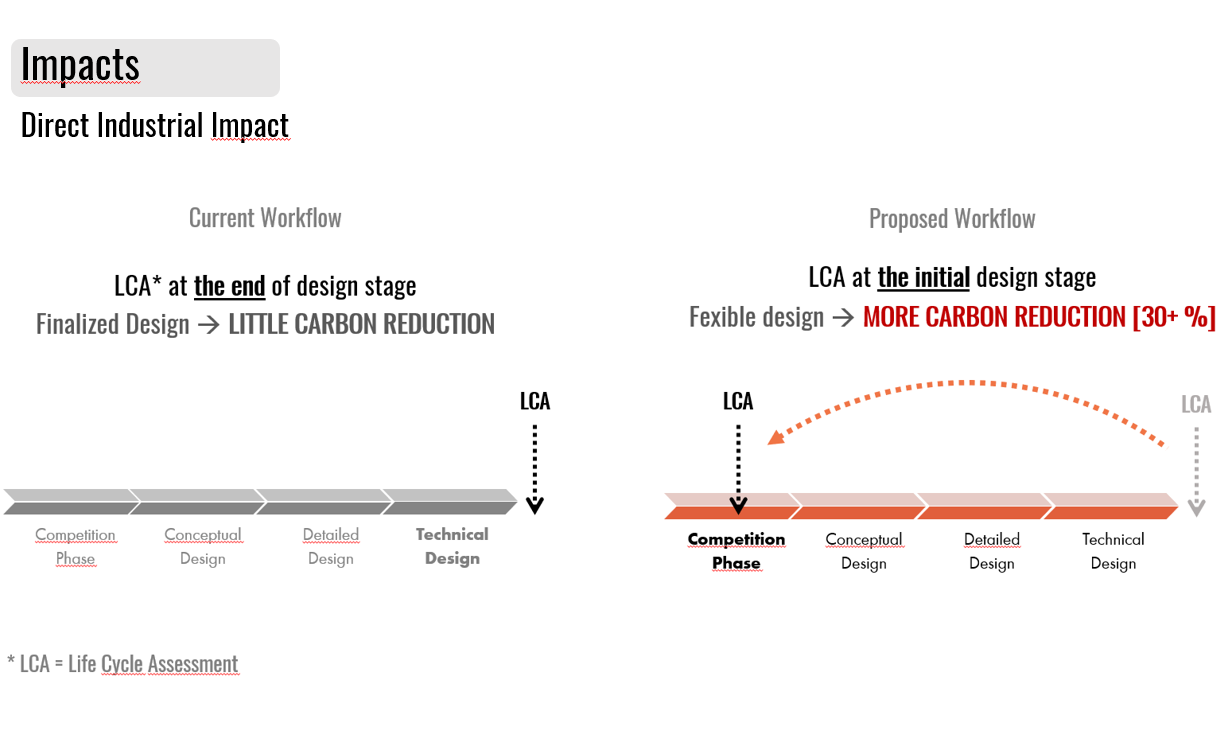 Impacts
Direct Industrial Impact
Current Workflow
LCA* at the end of design stage
Finalized Design → LITTLE CARBON REDUCTION
LCA
Competition
Phase
Conceptual
Design
Detailed
Design
Technical
Design
Proposed Workflow
LCA at the initial design stage
Fexible design → MORE CARBON REDUCTION [30+ %]
LCA
LCA
Competition
Phase
Conceptual
Design
Detailed
Design
Technical
Design
* LCA = Life Cycle Assessment